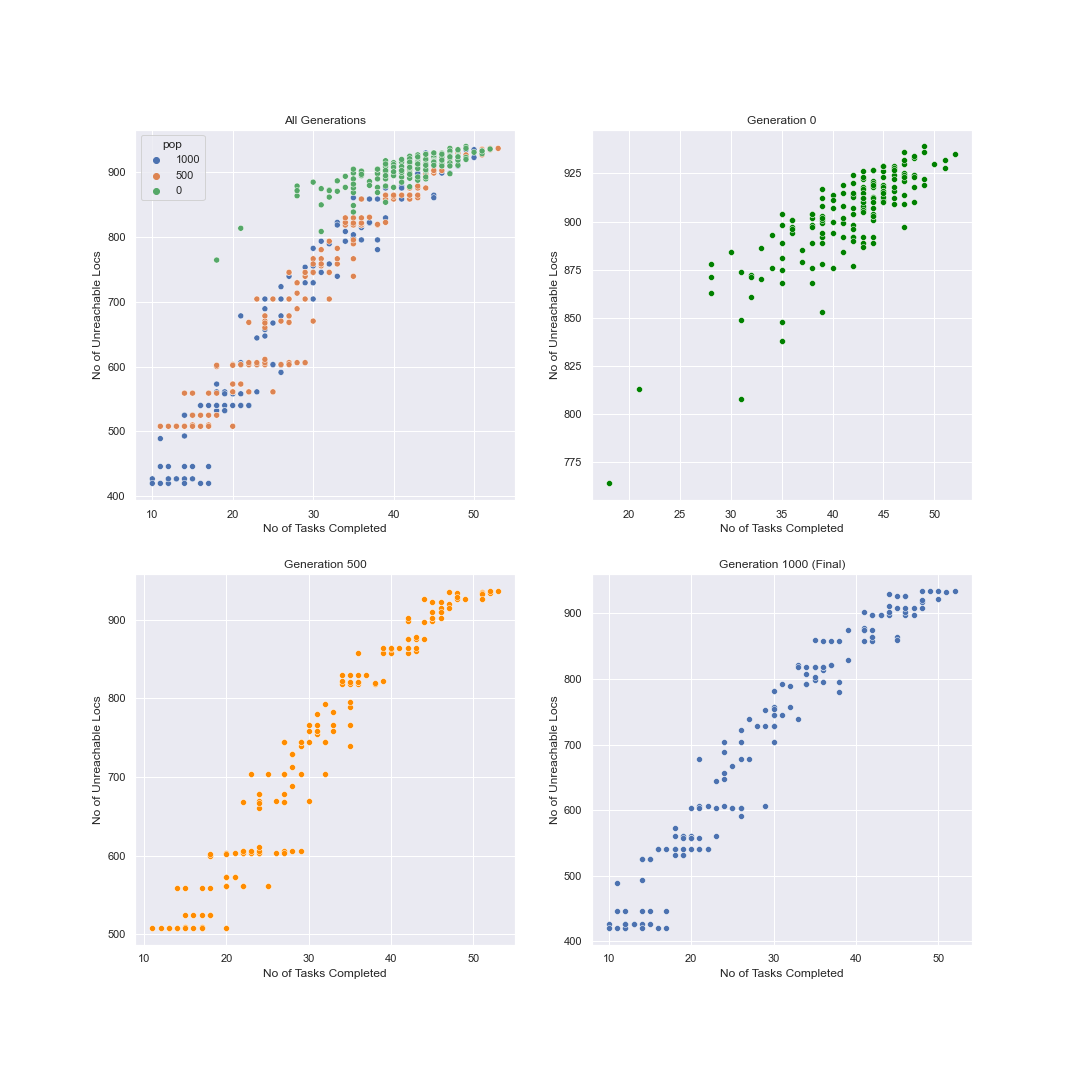 All Generations
pop
1000
500
0
900
800
700
600
500
400
No of Unreachable Locs
10 20 30 40 50
No of Tasks Completed
Generation 0
925
900
875
850
825
800
775
No of Unreachable Locs
20 25 30 35 40 45 50
No of Tasks Completed
Generation 500
900
800
700
600
500
No of Unreachable Locs
10 20 30 40 50
No of Tasks Completed
Generation 1000 (Final)
900
800
700
600
500
400
No of Unreachable Locs
10 20 30 40 50
No of Tasks Completed